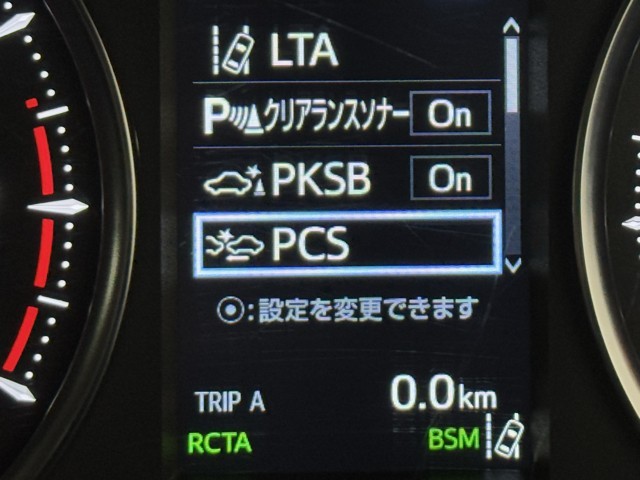 LTA
P クリアランスソナー On
PKSB On
PCS
⦿:設定を変更できます
TRIP A 0.0km
RCTA BSM